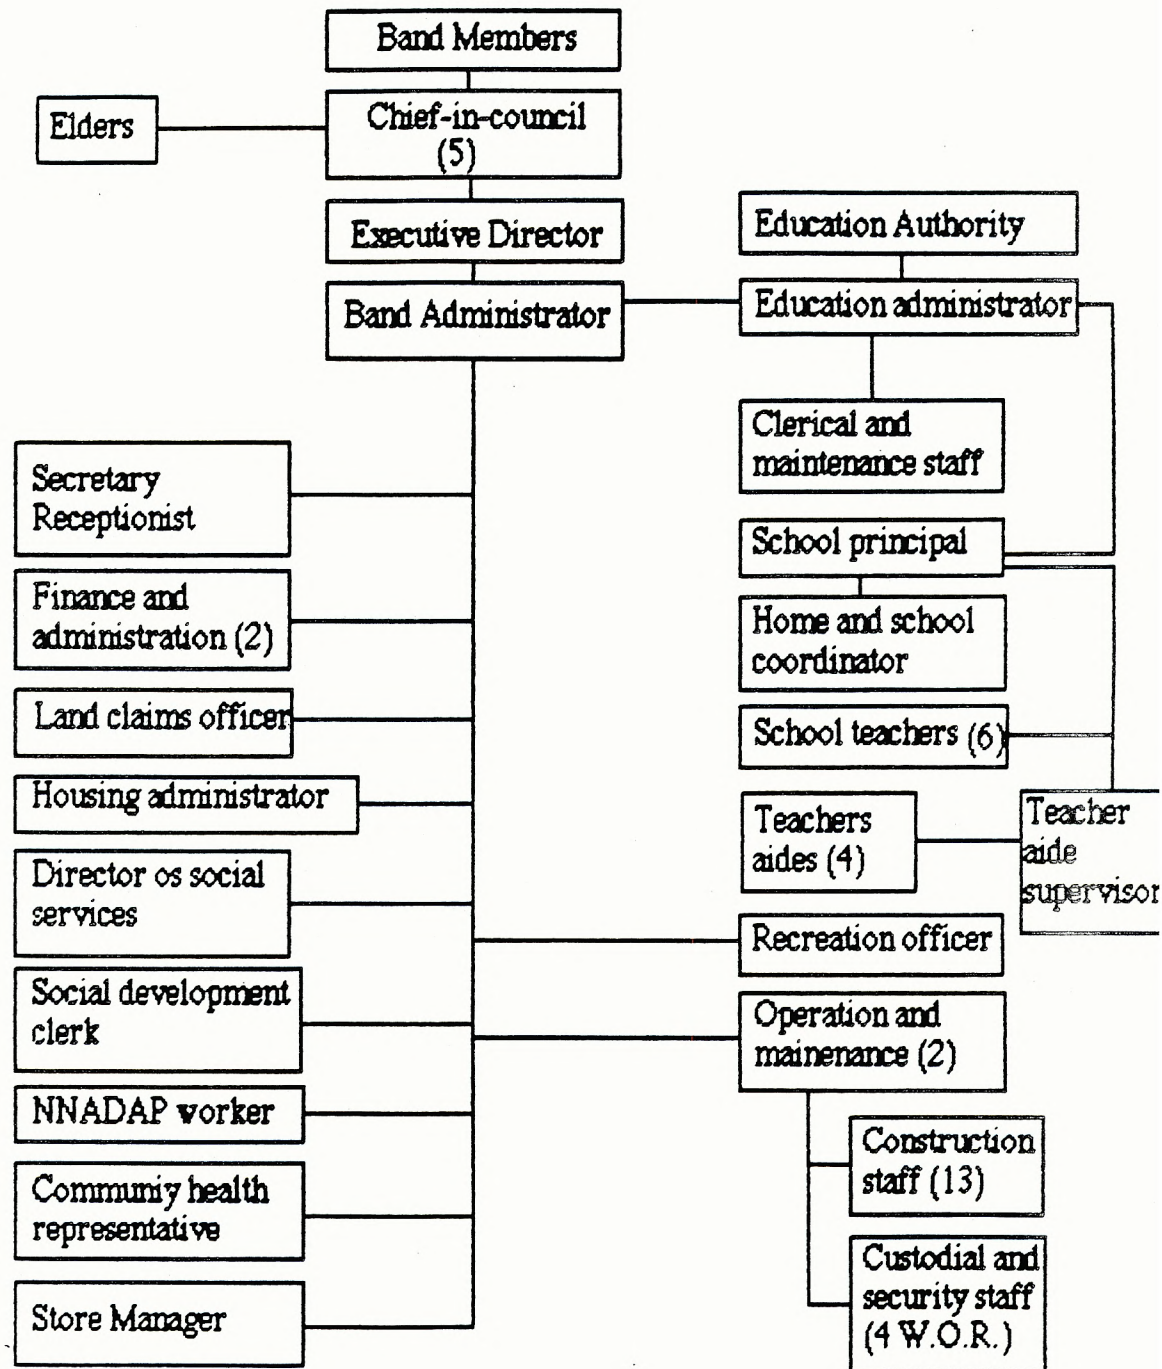 Band Members
Elders
Chief-in-council
(5)
Executive Director
Band Administrator
Education Authority
Education administrator
Clerical and
maintenance staff
School principal
Home and school
coordinator
School teachers (6)
Teachers
aides (4)
Teacher
aide
supervisor
Recreation officer
Operation and
mainenance (2)
Construction
staff (13)
Custodial and
security staff
(4 W.O.R.)
Secretary
Receptionist
Finance and
administration (2)
Land claims officer
Housing administrator
Director os social
services
Social development
clerk
NNADAP worker
Communiy health
representative
Store Manager